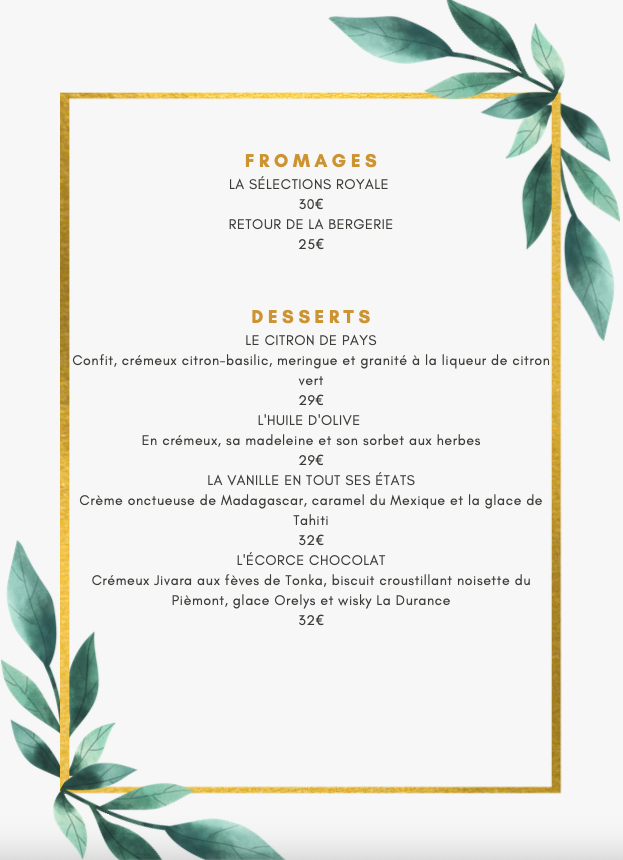 FROMAGES
LA SÉLECTIONS ROYALE
30€
RETOUR DE LA BERGERIE
25€
DESSERTS
LE CITRON DE PAYS
Confit, crémeux citron-basilic, meringue et granité à la liqueur de citron
vert
29€
L'HUILE D'OLIVE
En crémeux, sa madeleine et son sorbet aux herbes
29€
LA VANILLE EN TOUT SES ÉTATS
Crème onctueuse de Madagascar, caramel du Mexique et la glace de
Tahiti
32€
L'ÉCORCE CHOCOLAT
Crémeux Jivara aux fèves de Tonka, biscuit croustillant noisette du
Pièmont, glace Orelys et wisky La Durance
32€